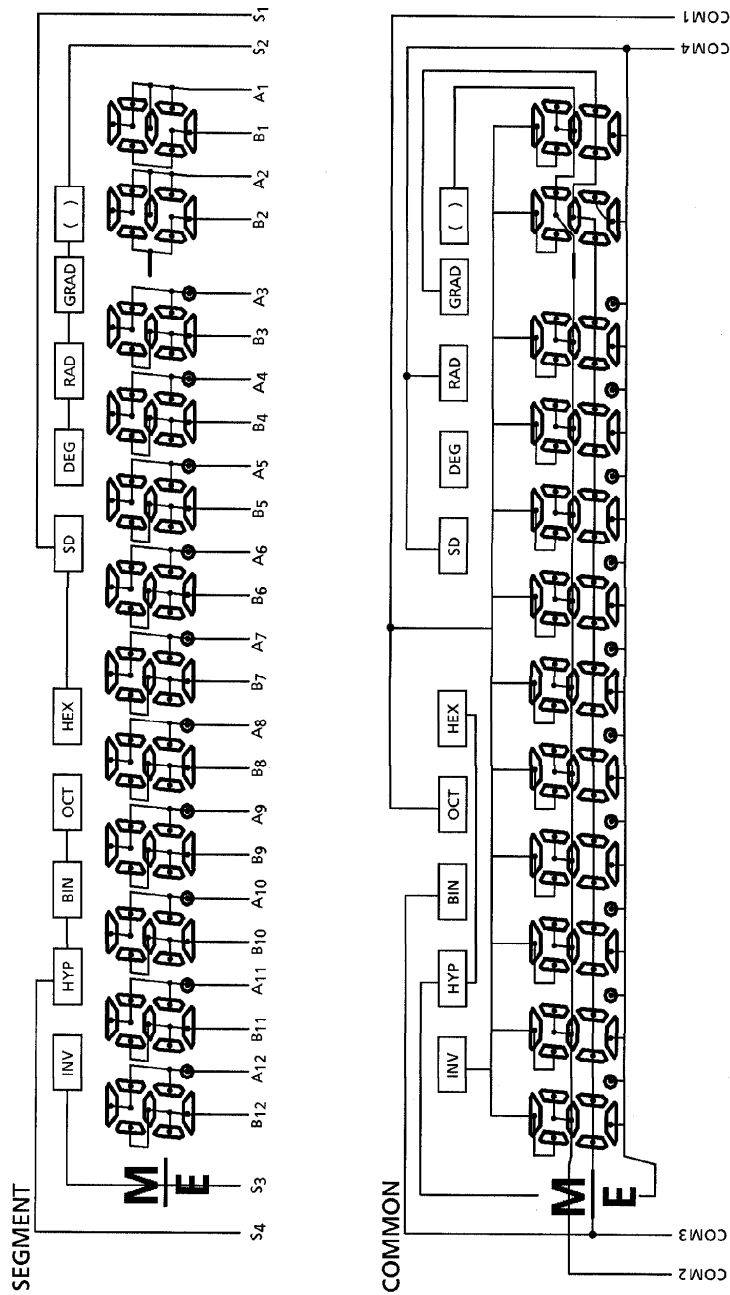 SEGMENT
INV HYP BIN OCT HEX SD DEG RAD GRAD ( )
M
E
S4 S3 B12 A12 B11 A11 B10 A10 B9 A9 B8 A8 B7 A7 B6 A6 B5 A5 B4 A4 B3 A3 B2 A2 B1 A1 S2 S1
COMMON
INV HYP BIN OCT HEX SD DEG RAD GRAD ( )
M
E
COM2 COM3 COM4 COM1